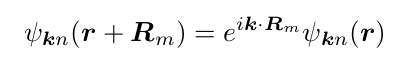 ψ_{𝒌n}(𝒓 + 𝑹_m) = e^{i𝒌·𝑹_m} ψ_{𝒌n}(𝒓)